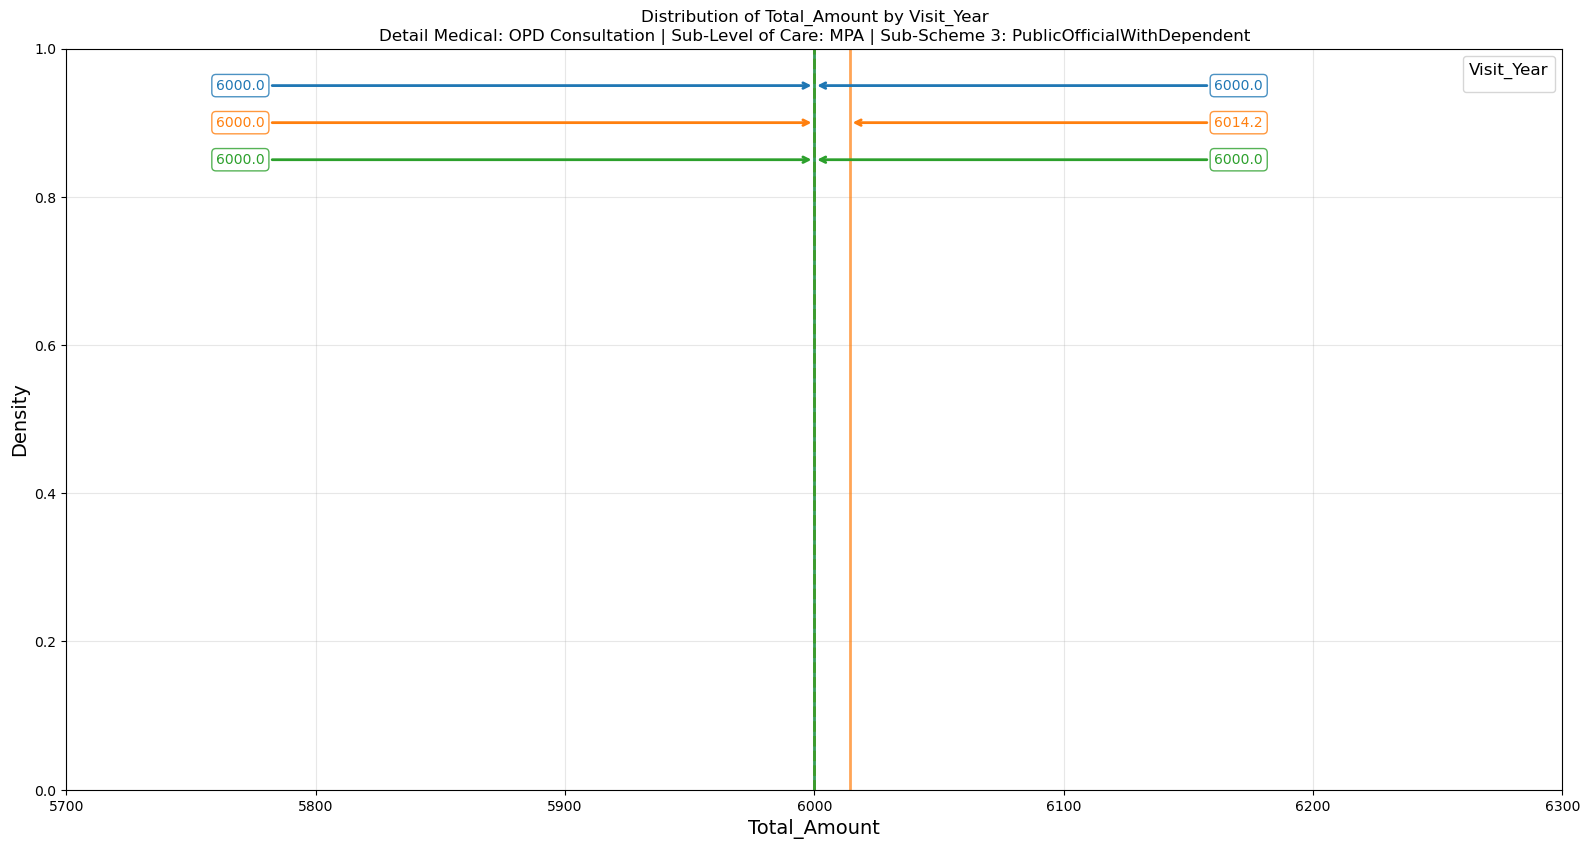 Distribution of Total_Amount by Visit_Year
Detail Medical: OPD Consultation | Sub-Level of Care: MPA | Sub-Scheme 3: PublicOfficialWithDependent
Visit_Year
6000.0
6000.0
6000.0
6014.2
6000.0
6000.0
1.0
0.8
0.6
0.4
0.2
0.0
Density
5700 5800 5900 6000 6100 6200 6300
Total_Amount